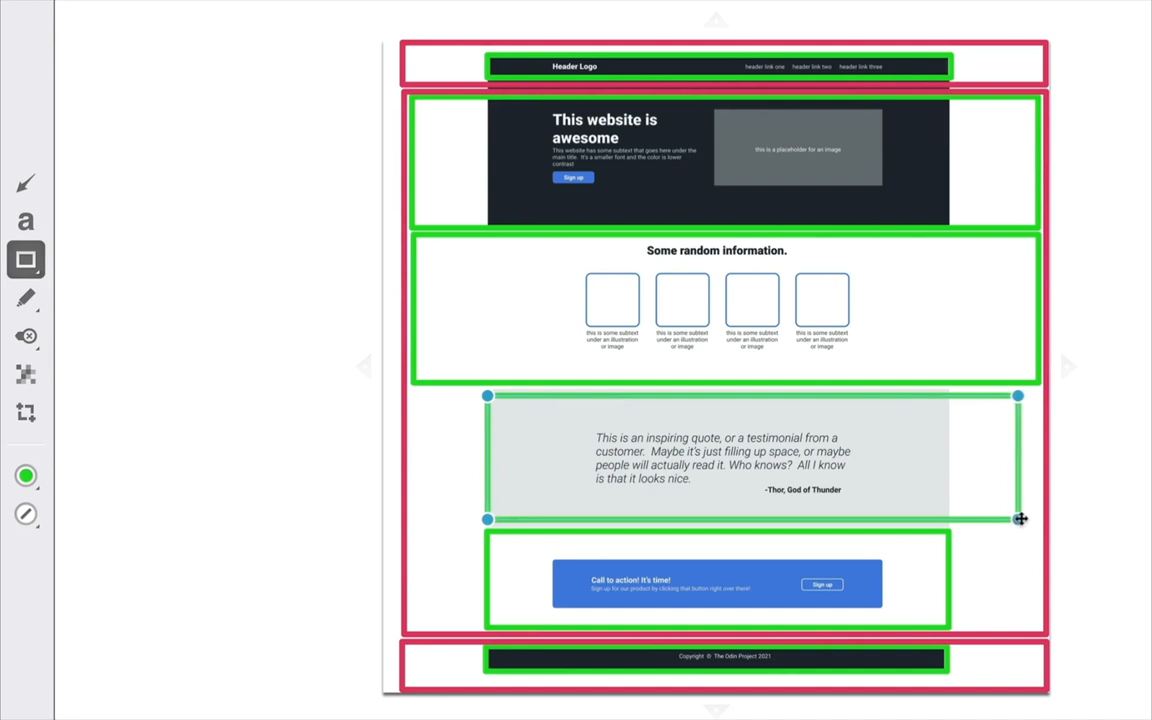 Header Logo
header link one header link two header link three
This website is
awesome
This website has some subtext that goes here under the
main title. It's a smaller font and the color is lower
contrast
Sign up
this is a placeholder for an image
Some random information.
this is some subtext
under an illustration
or image
this is some subtext
under an illustration
or image
this is some subtext
under an illustration
or image
this is some subtext
under an illustration
or image
This is an inspiring quote, or a testimonial from a
customer. Maybe it's just filling up space, or maybe
people will actually read it. Who knows? All I know
is that it looks nice.
-Thor, God of Thunder
Call to action! It's time!
Sign up for our product by clicking that button right over there!
Sign up
Copyright © The Odin Project 2021
a